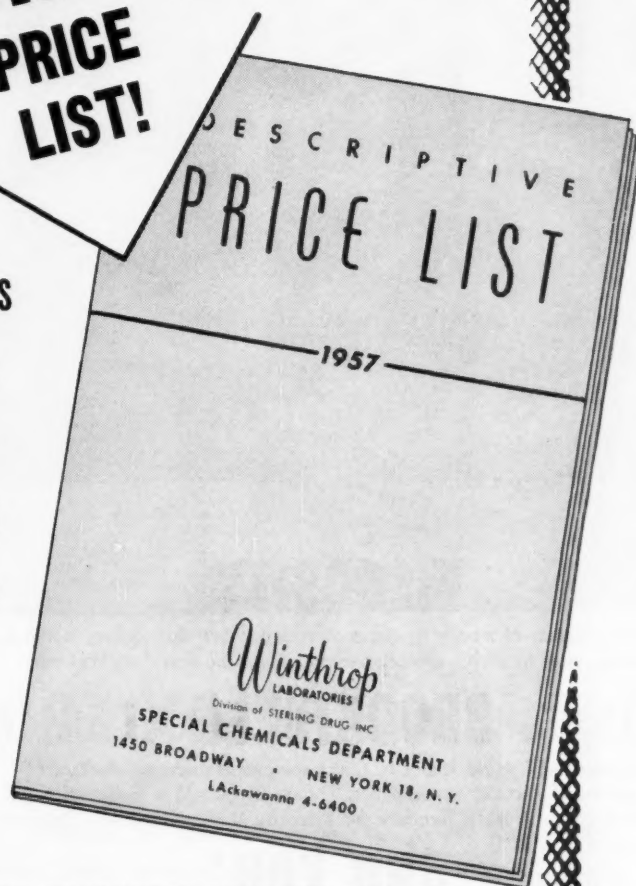 PRICE
LIST!
S
DESCRIPTIVE
PRICE LIST
1957
Winthrop
LABORATORIES
Division of STERLING DRUG INC.
SPECIAL CHEMICALS DEPARTMENT
1450 BROADWAY • NEW YORK 18, N. Y.
LAckawanna 4-6400